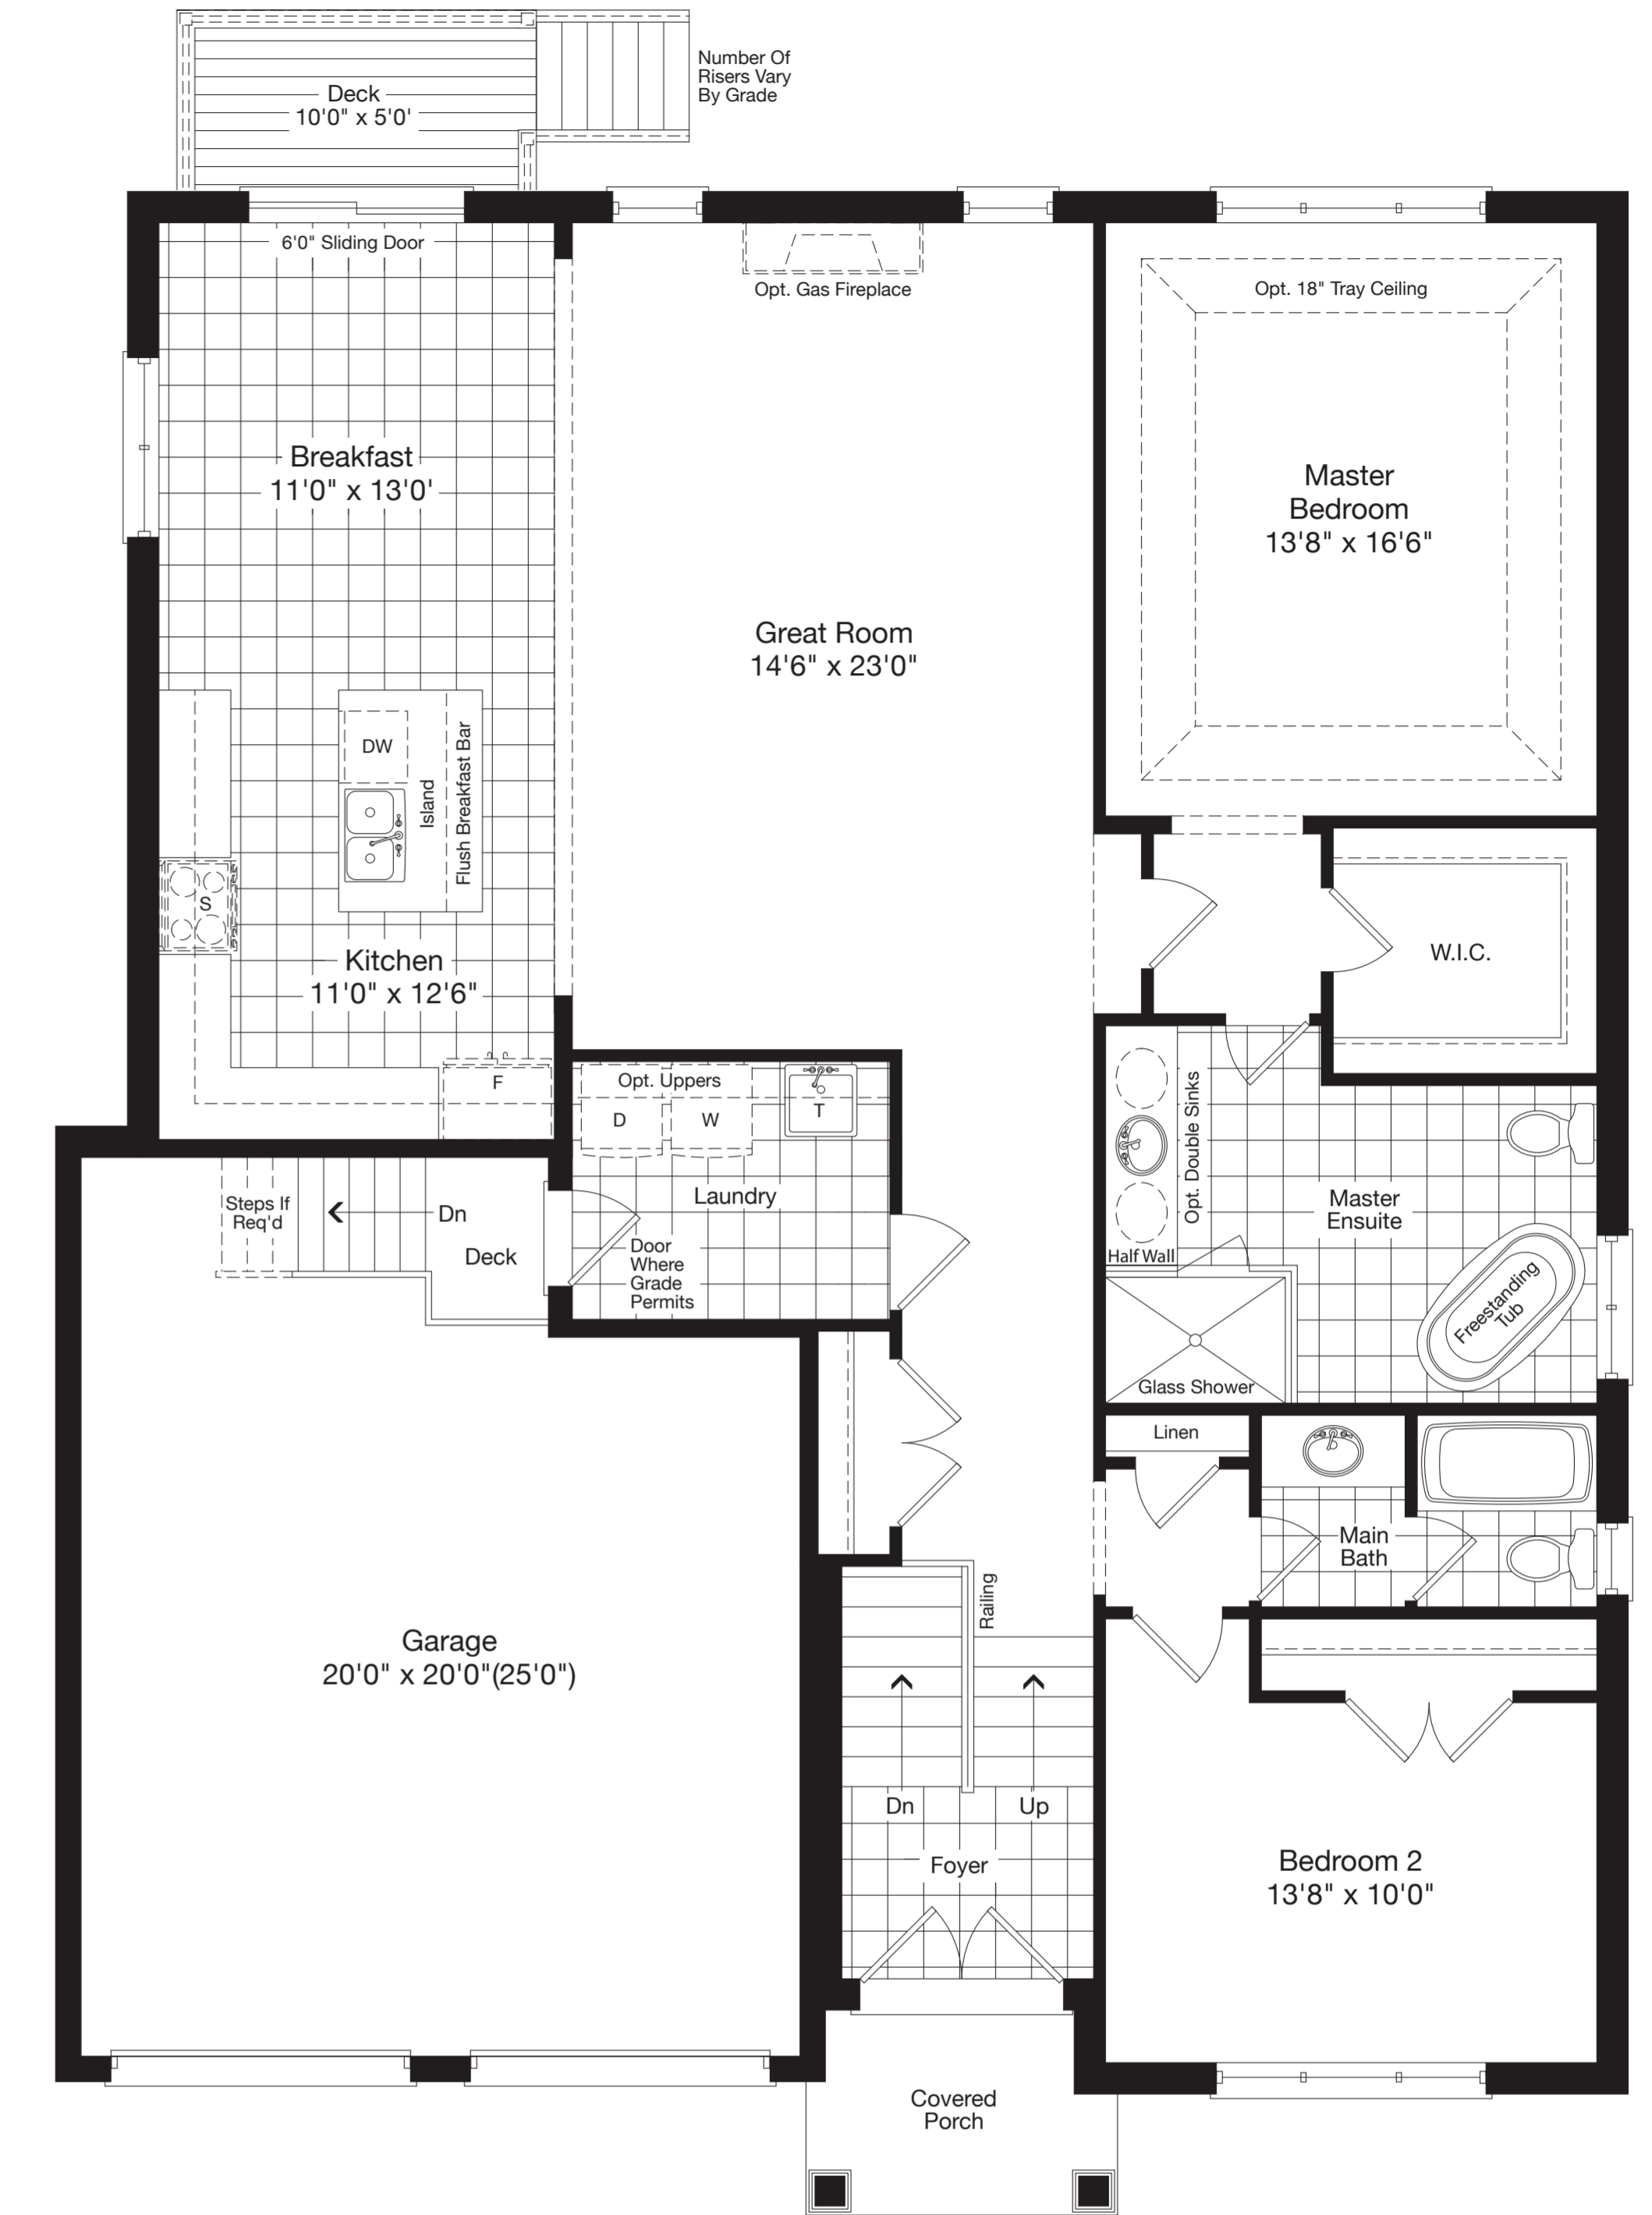 Number Of
Risers Vary
By Grade
Deck
10'0" x 5'0'
6'0" Sliding Door
Opt. Gas Fireplace
Opt. 18" Tray Ceiling
Breakfast
11'0" x 13'0'
Master
Bedroom
13'8" x 16'6"
Great Room
14'6" x 23'0"
DW
Island
Flush Breakfast Bar
S
Kitchen
11'0" x 12'6"
W.I.C.
F
Opt. Uppers
D
W
T
Opt. Double Sinks
Laundry
Master
Ensuite
Steps If
Req'd
Dn
Deck
Door
Where
Grade
Permits
Half Wall
Freestanding
Tub
Glass Shower
Linen
Main
Bath
Railing
Garage
20'0" x 20'0"(25'0")
Dn
Up
Foyer
Bedroom 2
13'8" x 10'0"
Covered
Porch